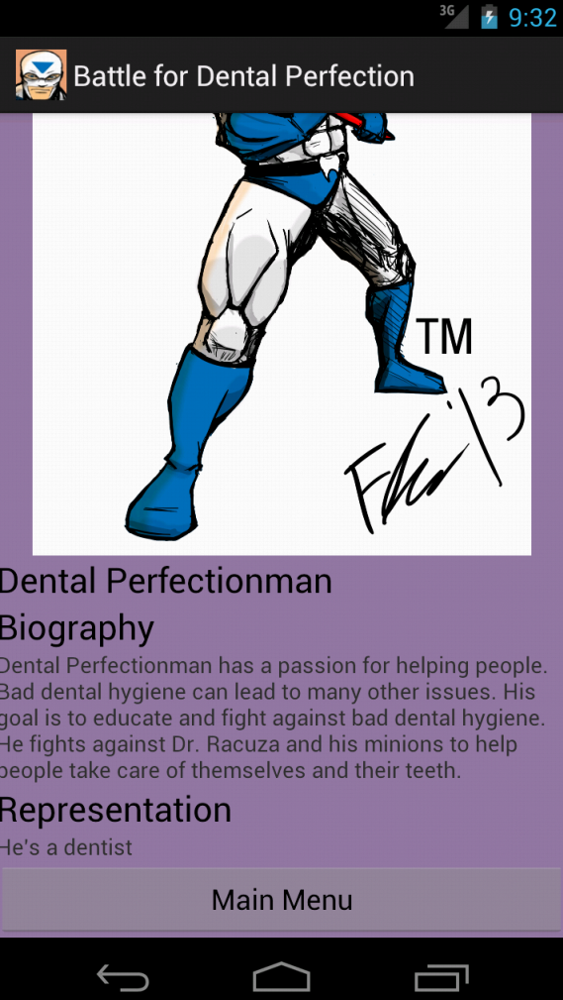 3G 9:32
Battle for Dental Perfection
TM
'13
Dental Perfectionman
Biography
Dental Perfectionman has a passion for helping people.
Bad dental hygiene can lead to many other issues. His
goal is to educate and fight against bad dental hygiene.
He fights against Dr. Racuza and his minions to help
people take care of themselves and their teeth.
Representation
He's a dentist
Main Menu